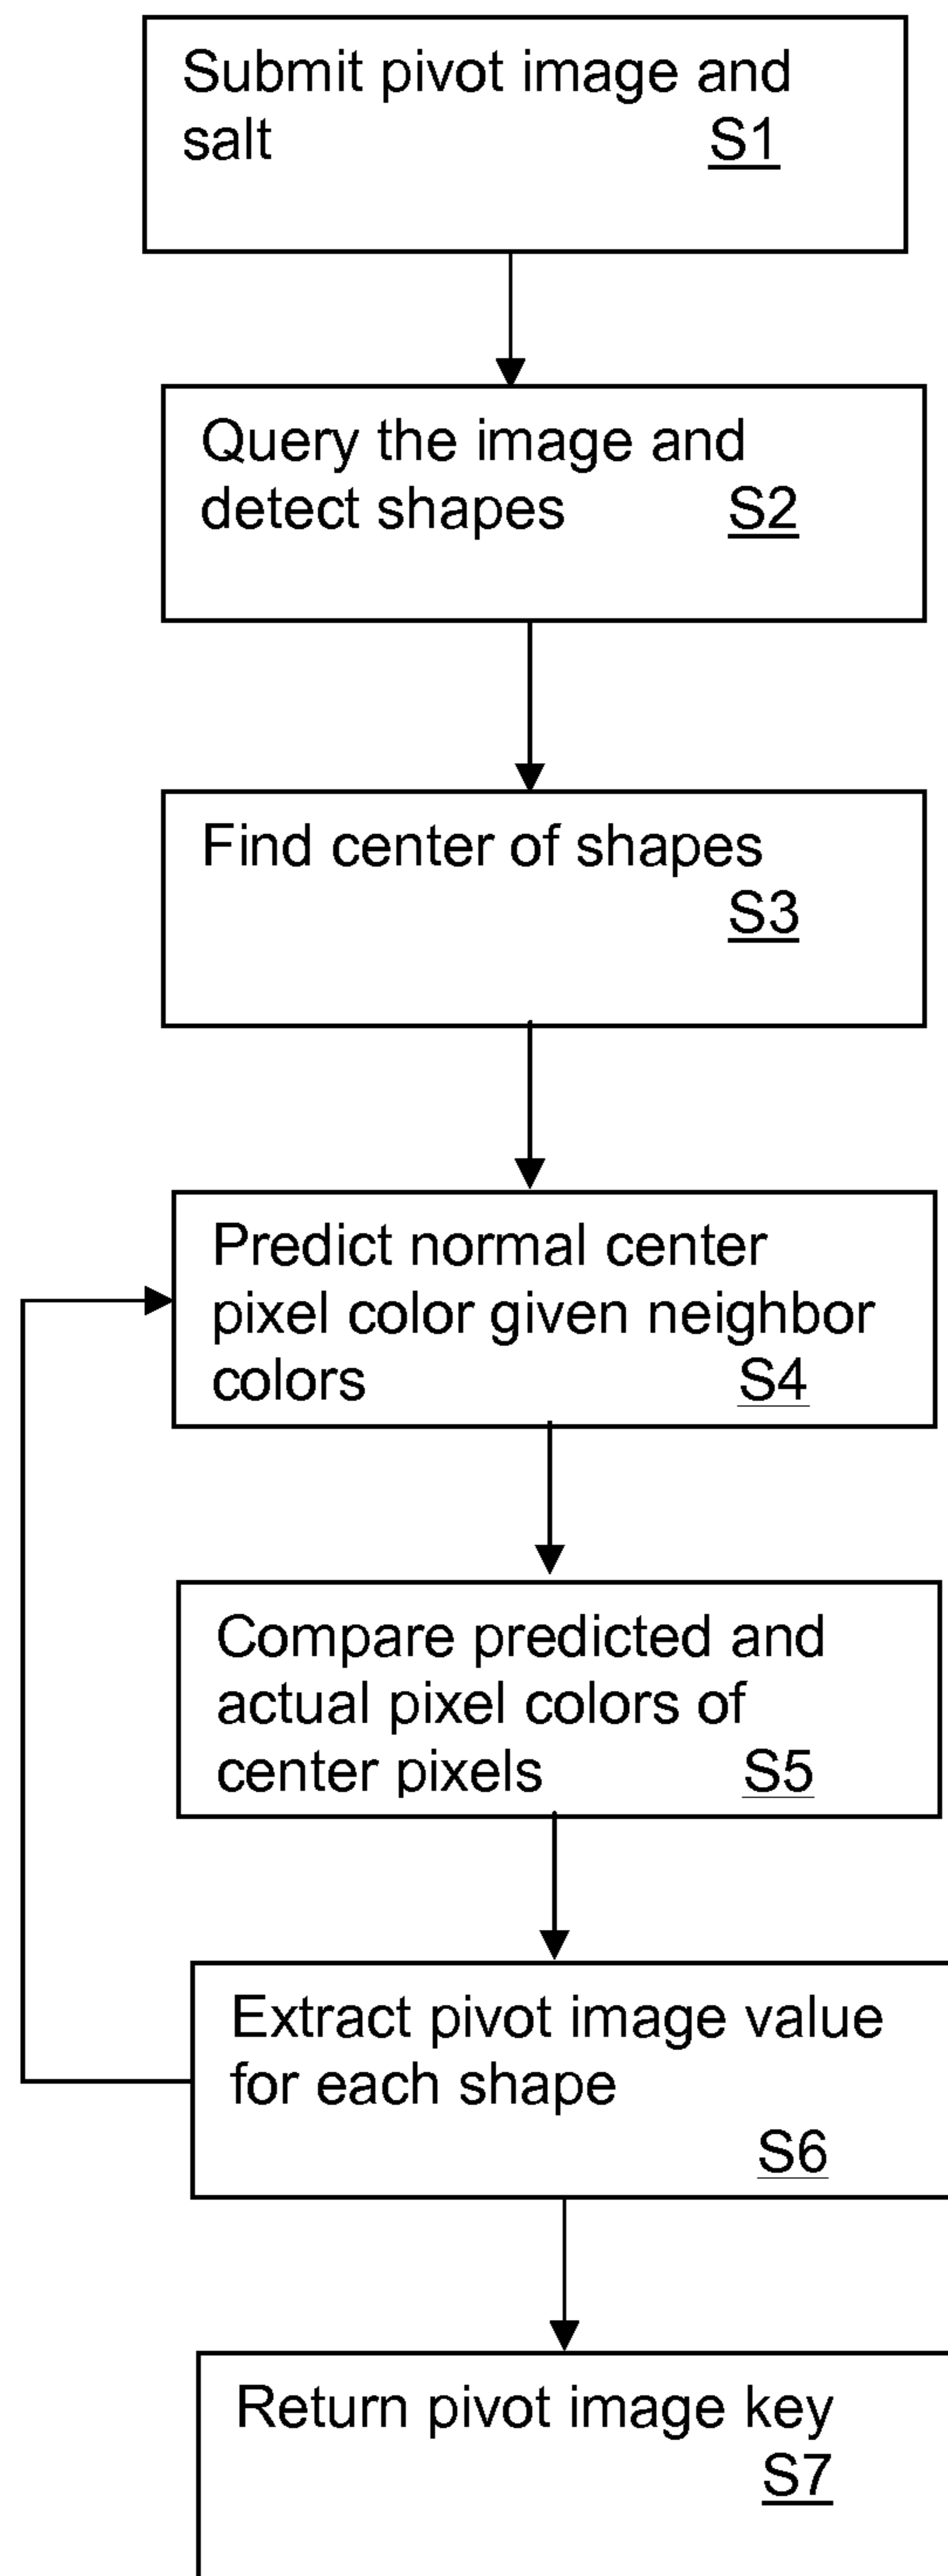 Submit pivot image and
salt S1
Query the image and
detect shapes S2
Find center of shapes
S3
Predict normal center
pixel color given neighbor
colors S4
Compare predicted and
actual pixel colors of
center pixels S5
Extract pivot image value
for each shape
S6
Return pivot image key
S7